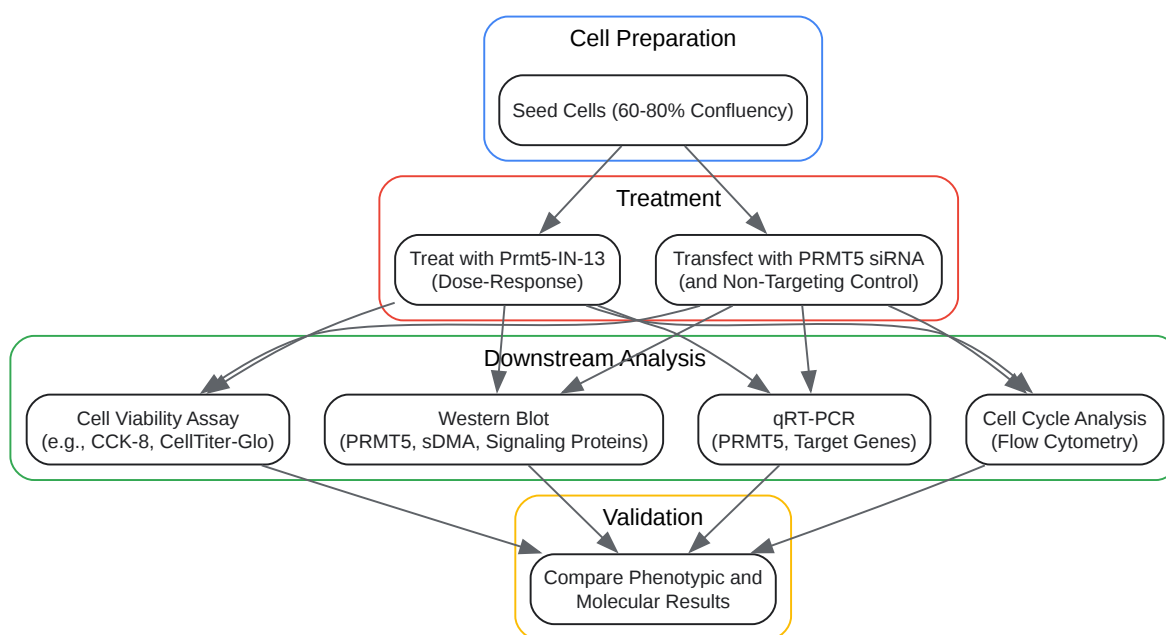 Cell Preparation
Seed Cells (60-80% Confluency)
Treatment
Treat with Prmt5-IN-13
(Dose-Response)
Transfect with PRMT5 siRNA
(and Non-Targeting Control)
Downstream Analysis
Cell Viability Assay
(e.g., CCK-8, CellTiter-Glo)
Western Blot
(PRMT5, sDMA, Signaling Proteins)
qRT-PCR
(PRMT5, Target Genes)
Cell Cycle Analysis
(Flow Cytometry)
Validation
Compare Phenotypic and
Molecular Results